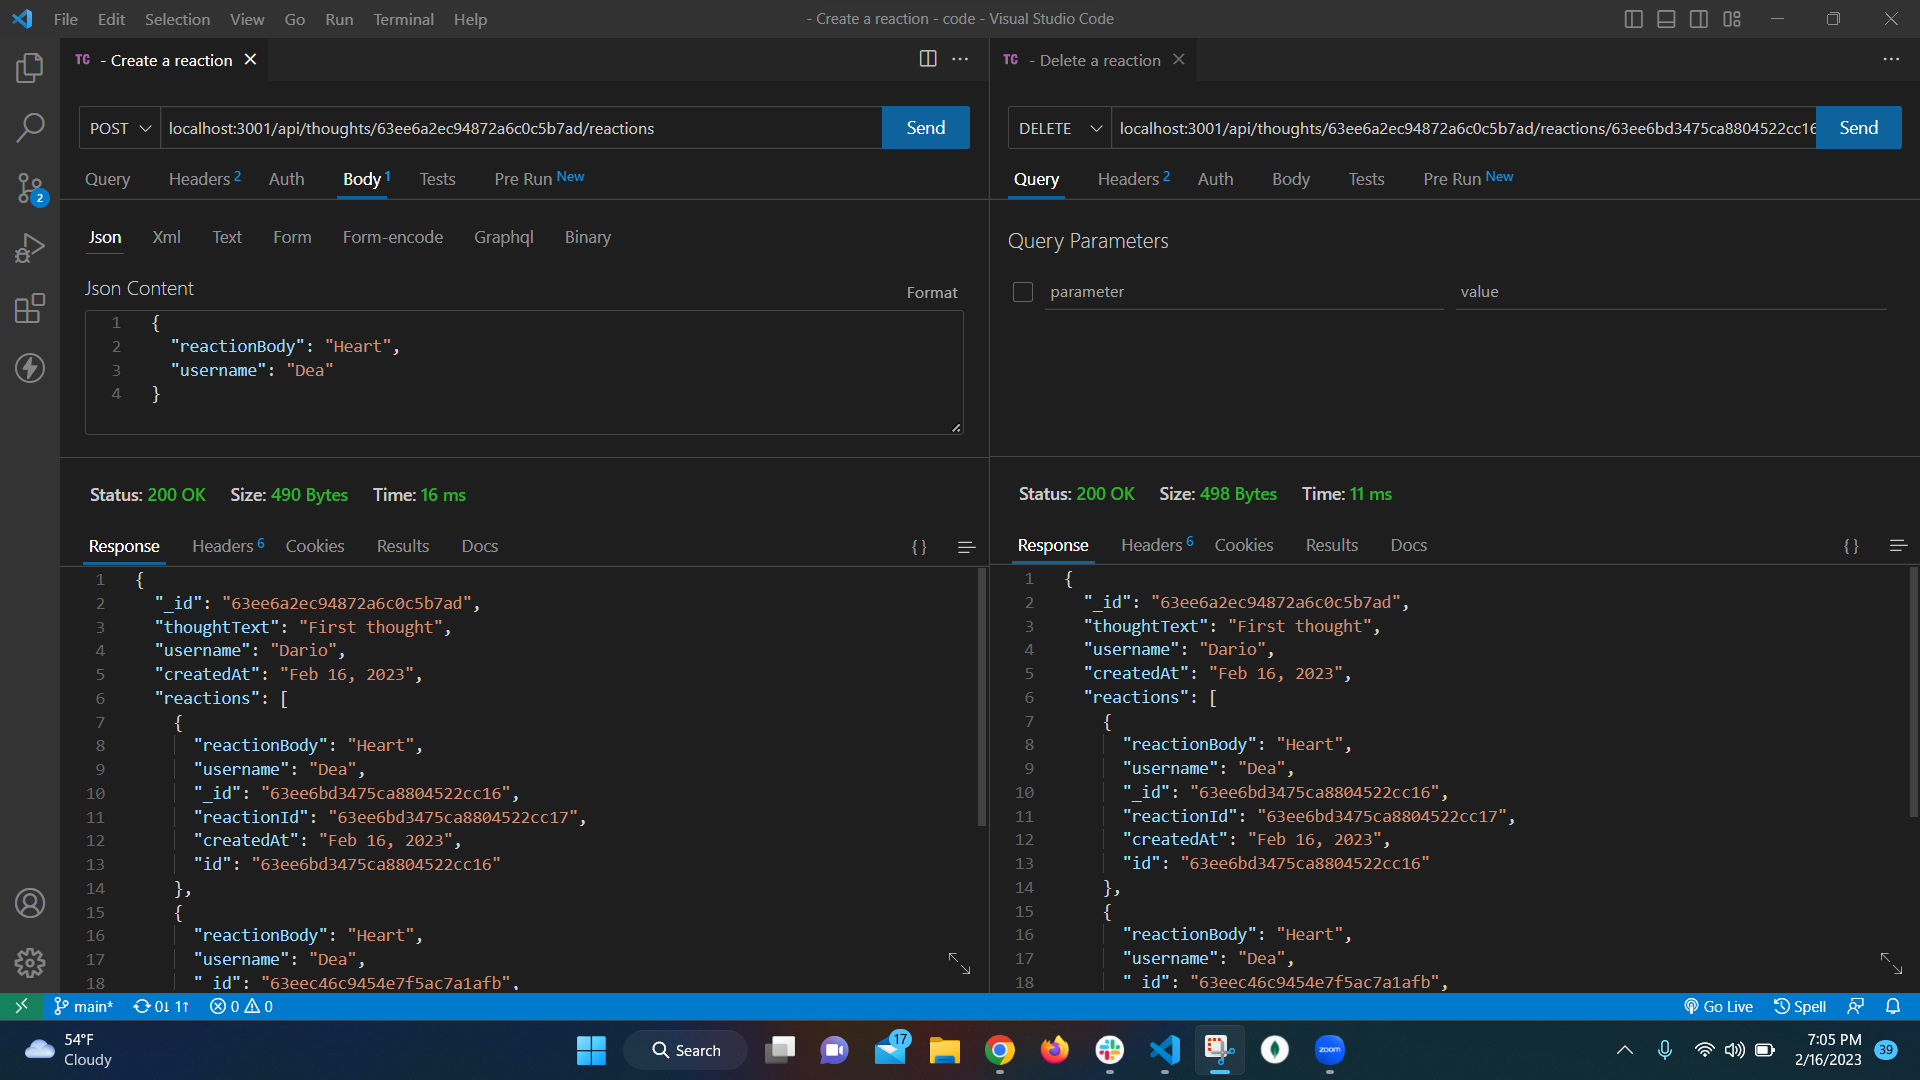 File Edit Selection View Go Run Terminal Help
- Create a reaction - code - Visual Studio Code
TC - Create a reaction
POST localhost:3001/api/thoughts/63ee6a2ec94872a6c0c5b7ad/reactions Send
Query Headers 2 Auth Body 1 Tests Pre Run New
Json Xml Text Form Form-encode Graphql Binary
Json Content
Format
1 {
2 "reactionBody": "Heart",
3 "username": "Dea"
4 }
Status: 200 OK Size: 490 Bytes Time: 16 ms
Response Headers 6 Cookies Results Docs
{ }
1 {
2 "_id": "63ee6a2ec94872a6c0c5b7ad",
3 "thoughtText": "First thought",
4 "username": "Dario",
5 "createdAt": "Feb 16, 2023",
6 "reactions": [
7 {
8 "reactionBody": "Heart",
9 "username": "Dea",
10 "_id": "63ee6bd3475ca8804522cc16",
11 "reactionId": "63ee6bd3475ca8804522cc17",
12 "createdAt": "Feb 16, 2023",
13 "id": "63ee6bd3475ca8804522cc16"
14 },
15 {
16 "reactionBody": "Heart",
17 "username": "Dea",
18 "_id": "63eec46c9454e7f5ac7a1afb",
TC - Delete a reaction
DELETE localhost:3001/api/thoughts/63ee6a2ec94872a6c0c5b7ad/reactions/63ee6bd3475ca8804522cc16 Send
Query Headers 2 Auth Body Tests Pre Run New
Query Parameters
parameter value
Status: 200 OK Size: 498 Bytes Time: 11 ms
Response Headers 6 Cookies Results Docs
{ }
1 {
2 "_id": "63ee6a2ec94872a6c0c5b7ad",
3 "thoughtText": "First thought",
4 "username": "Dario",
5 "createdAt": "Feb 16, 2023",
6 "reactions": [
7 {
8 "reactionBody": "Heart",
9 "username": "Dea",
10 "_id": "63ee6bd3475ca8804522cc16",
11 "reactionId": "63ee6bd3475ca8804522cc17",
12 "createdAt": "Feb 16, 2023",
13 "id": "63ee6bd3475ca8804522cc16"
14 },
15 {
16 "reactionBody": "Heart",
17 "username": "Dea",
18 "_id": "63eec46c9454e7f5ac7a1afb",
2
main* 0↓ 1↑ 0 0
Go Live Spell
54°F
Cloudy
Search
17
zoom
7:05 PM
2/16/2023
39